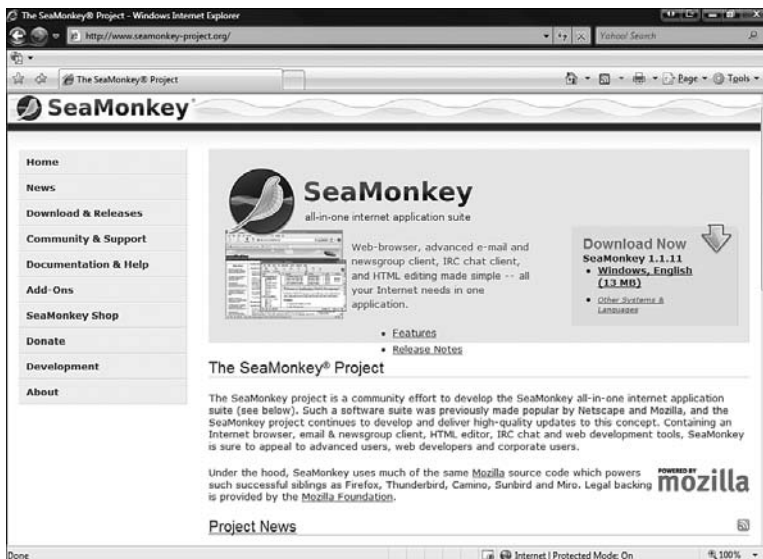 The SeaMonkey® Project - Windows Internet Explorer
http://www.seamonkey-project.org/
Yahoo! Search
The SeaMonkey® Project
Page
Tools
SeaMonkey®
Home
News
Download & Releases
Community & Support
Documentation & Help
Add-Ons
SeaMonkey Shop
Donate
Development
About
SeaMonkey
all-in-one internet application suite
Web-browser, advanced e-mail and
newsgroup client, IRC chat client,
and HTML editing made simple -- all
your Internet needs in one
application.
• Features
• Release Notes
Download Now
SeaMonkey 1.1.11
• Windows, English
(13 MB)
• Other Systems &
Languages
The SeaMonkey® Project
The SeaMonkey project is a community effort to develop the SeaMonkey all-in-one internet application
suite (see below). Such a software suite was previously made popular by Netscape and Mozilla, and the
SeaMonkey project continues to develop and deliver high-quality updates to this concept. Containing an
Internet browser, email & newsgroup client, HTML editor, IRC chat and web development tools, SeaMonkey
is sure to appeal to advanced users, web developers and corporate users.
Under the hood, SeaMonkey uses much of the same Mozilla source code which powers
such successful siblings as Firefox, Thunderbird, Camino, Sunbird and Miro. Legal backing
is provided by the Mozilla Foundation.
POWERED BY
mozilla
Project News
Done
Internet | Protected Mode: On
100%